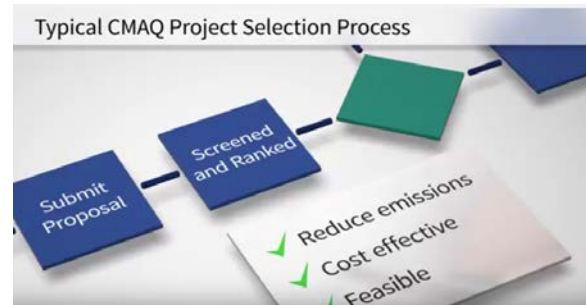 Typical CMAQ Project Selection Process
Submit
Proposal
Screened
and Ranked
Reduce emissions
Cost effective
Feasible